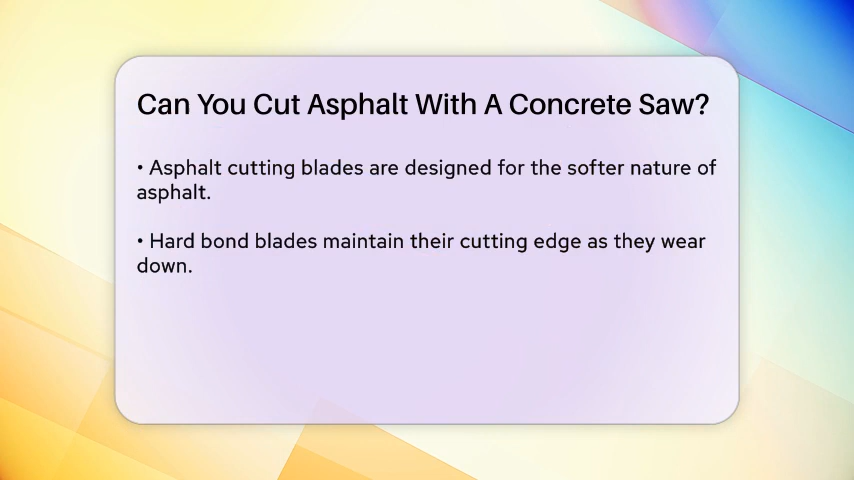 Can You Cut Asphalt With A Concrete Saw?
• Asphalt cutting blades are designed for the softer nature of
asphalt.
• Hard bond blades maintain their cutting edge as they wear
down.